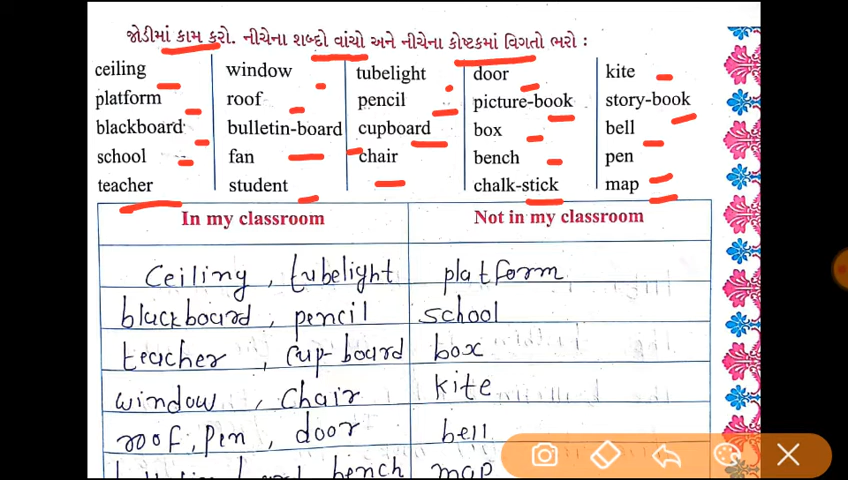 જોડીમાં કામ કરો. નીચેના શબ્દો વાંચો અને નીચેના કોષ્ટકમાં વિગતો ભરો :
ceiling window tubelight door kite
platform roof pencil picture-book story-book
blackboard bulletin-board cupboard box bell
school fan chair bench pen
teacher student chalk-stick map
In my classroom Not in my classroom
Ceiling, tubelight platform
blackboard, pencil school
teacher, cup-board box
window, Chair kite
roof, pen, door bell
bench map